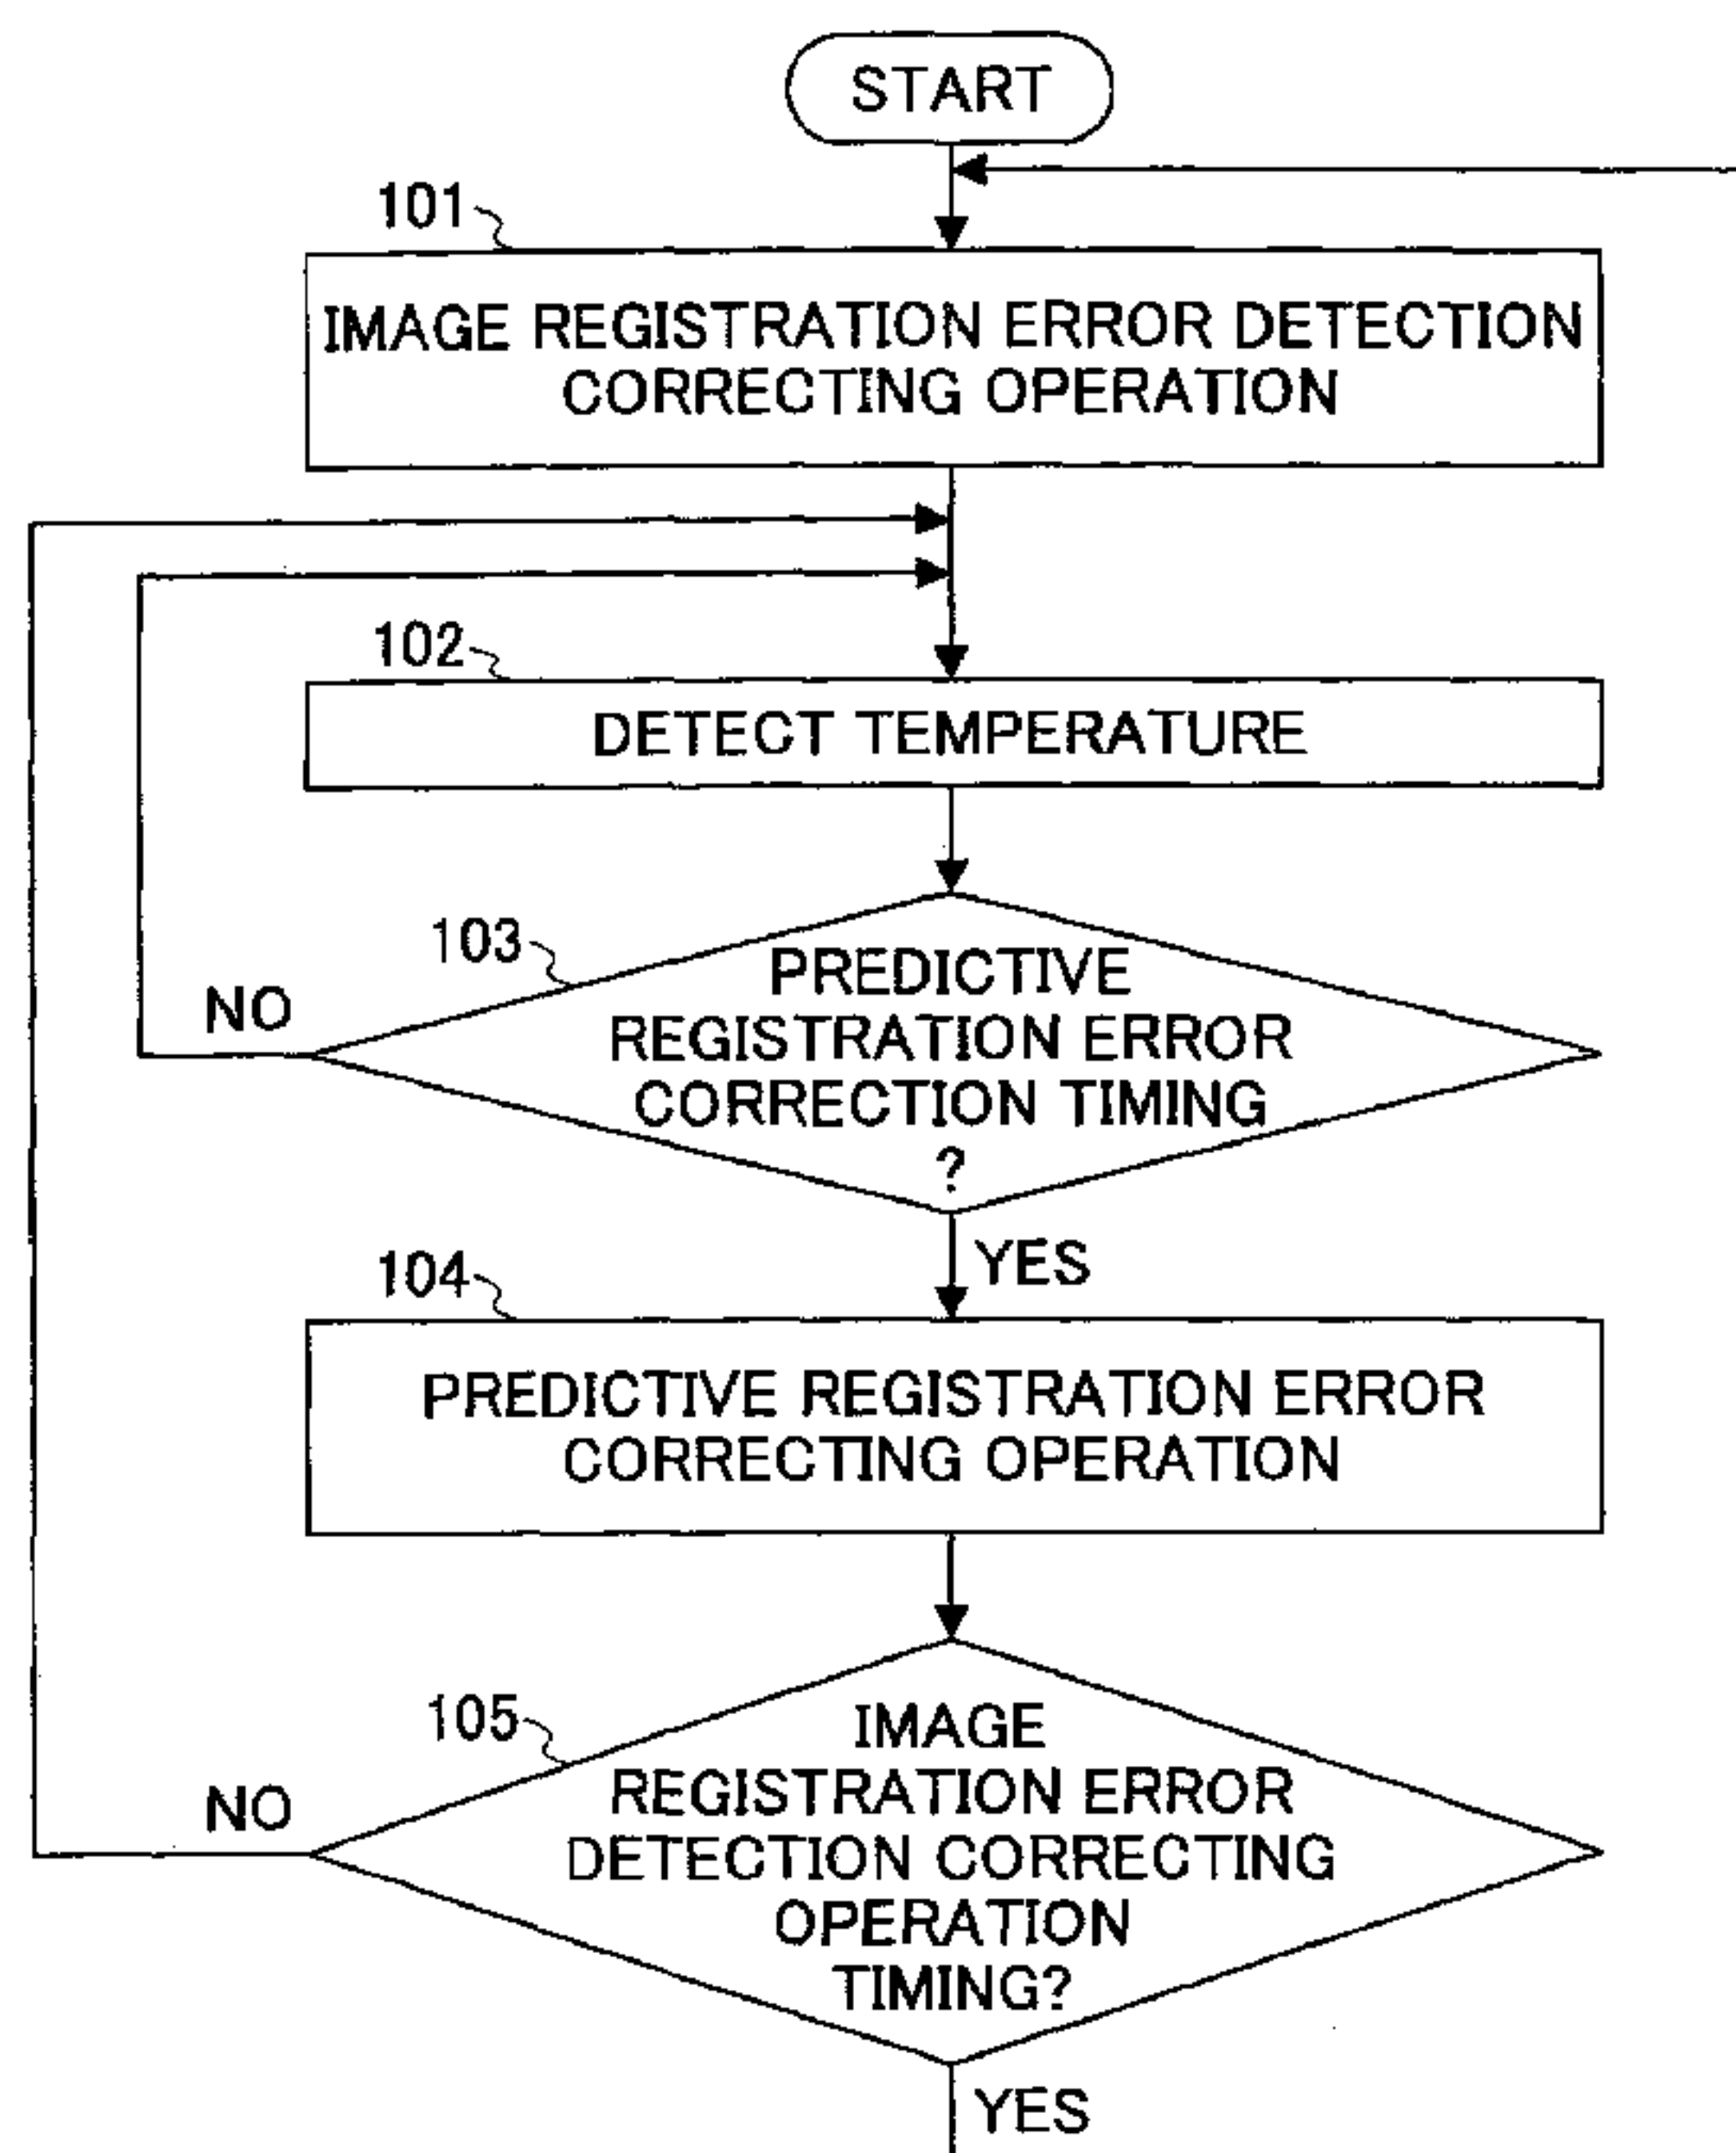 START
101
IMAGE REGISTRATION ERROR DETECTION
CORRECTING OPERATION
102
DETECT TEMPERATURE
103
PREDICTIVE
REGISTRATION ERROR
CORRECTION TIMING
?
NO
YES
104
PREDICTIVE REGISTRATION ERROR
CORRECTING OPERATION
105
IMAGE
REGISTRATION ERROR
DETECTION CORRECTING
OPERATION
TIMING?
NO
YES